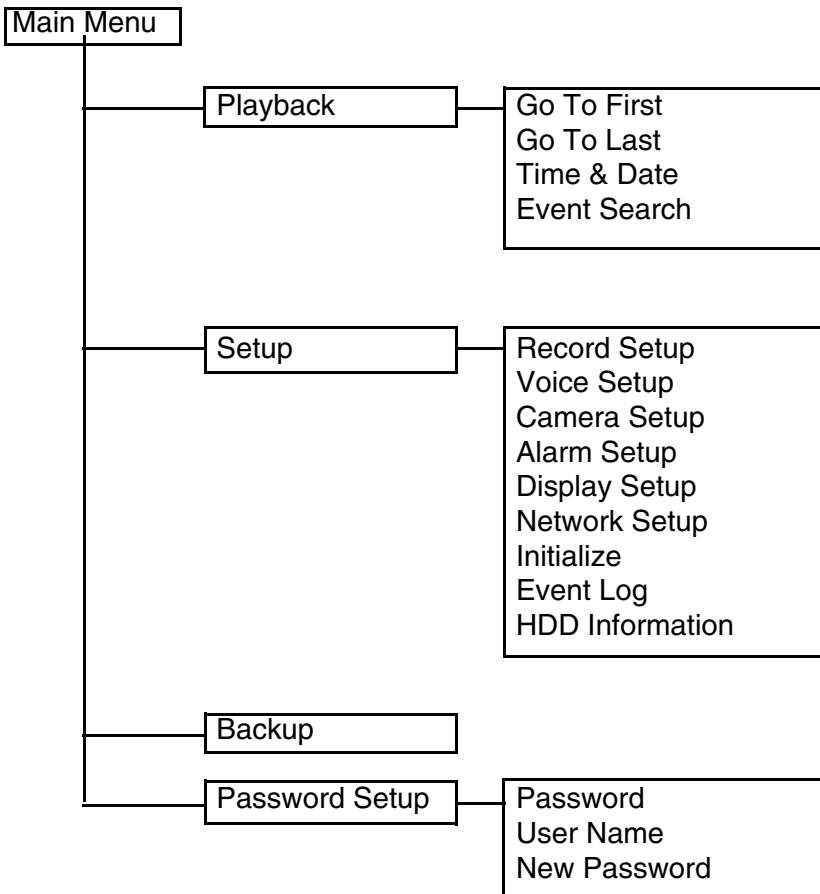 Main Menu
Playback
Go To First
Go To Last
Time & Date
Event Search
Setup
Record Setup
Voice Setup
Camera Setup
Alarm Setup
Display Setup
Network Setup
Initialize
Event Log
HDD Information
Backup
Password Setup
Password
User Name
New Password